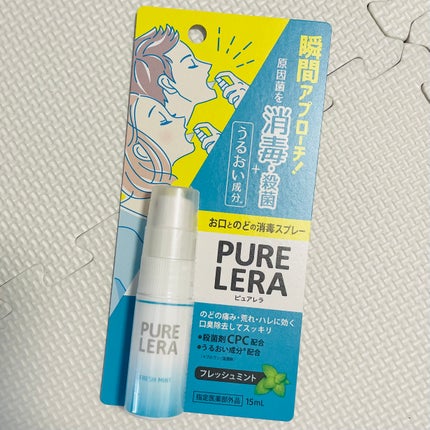 瞬間アプローチ!
原因菌を
消毒・殺菌
+
うるおい成分※
お口とのどの消毒スプレー
PURE
LERA
ピュアレラ
のどの痛み・荒れ・ハレに効く
口臭除去してスッキリ
●殺菌剤CPC配合
●うるおい成分※配合
フレッシュミント
指定医薬部外品
15mL
PURE
LERA
FRESH MINT